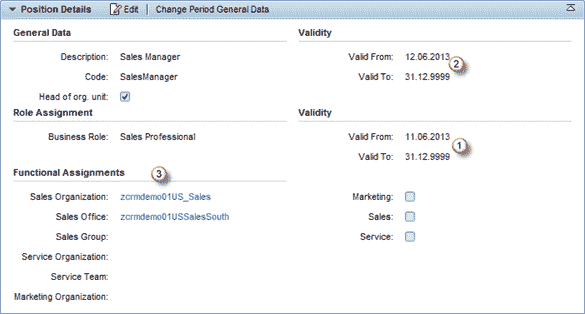 Position Details Edit Change Period General Data
General Data Validity
Description: Sales Manager Valid From: 12.06.2013
2
Code: SalesManager Valid To: 31.12.9999
Head of org. unit:
Role Assignment Validity
Business Role: Sales Professional Valid From: 11.06.2013
1
Valid To: 31.12.9999
Functional Assignments 3
Sales Organization: zcrmdemo01US_Sales Marketing:
Sales Office: zcrmdemo01USSalesSouth Sales:
Sales Group: Service:
Service Organization:
Service Team:
Marketing Organization: